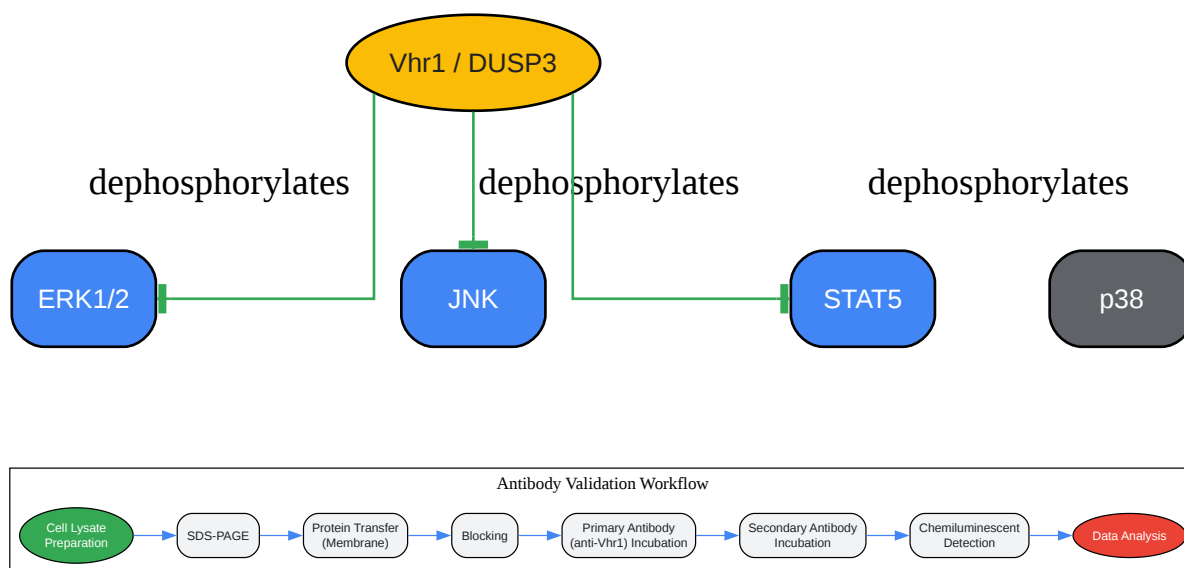 Vhr1 / DUSP3
dephosphorylates
dephosphorylates
dephosphorylates
ERK1/2
JNK
STAT5
p38
Antibody Validation Workflow
Cell Lysate
Preparation
SDS-PAGE
Protein Transfer
(Membrane)
Blocking
Primary Antibody
(anti-Vhr1) Incubation
Secondary Antibody
Incubation
Chemiluminescent
Detection
Data Analysis